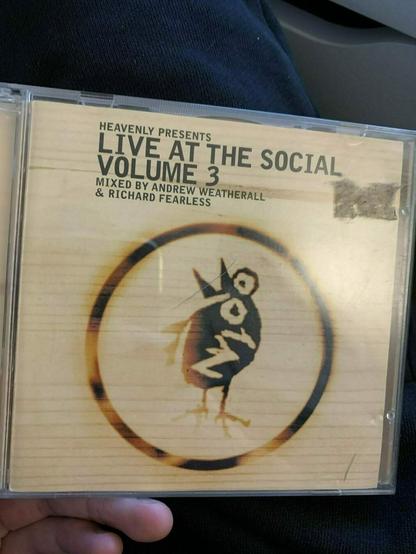 HEAVENLY PRESENTS
LIVE AT THE SOCIAL
VOLUME 3
MIXED BY ANDREW WEATHERALL
& RICHARD FEARLESS